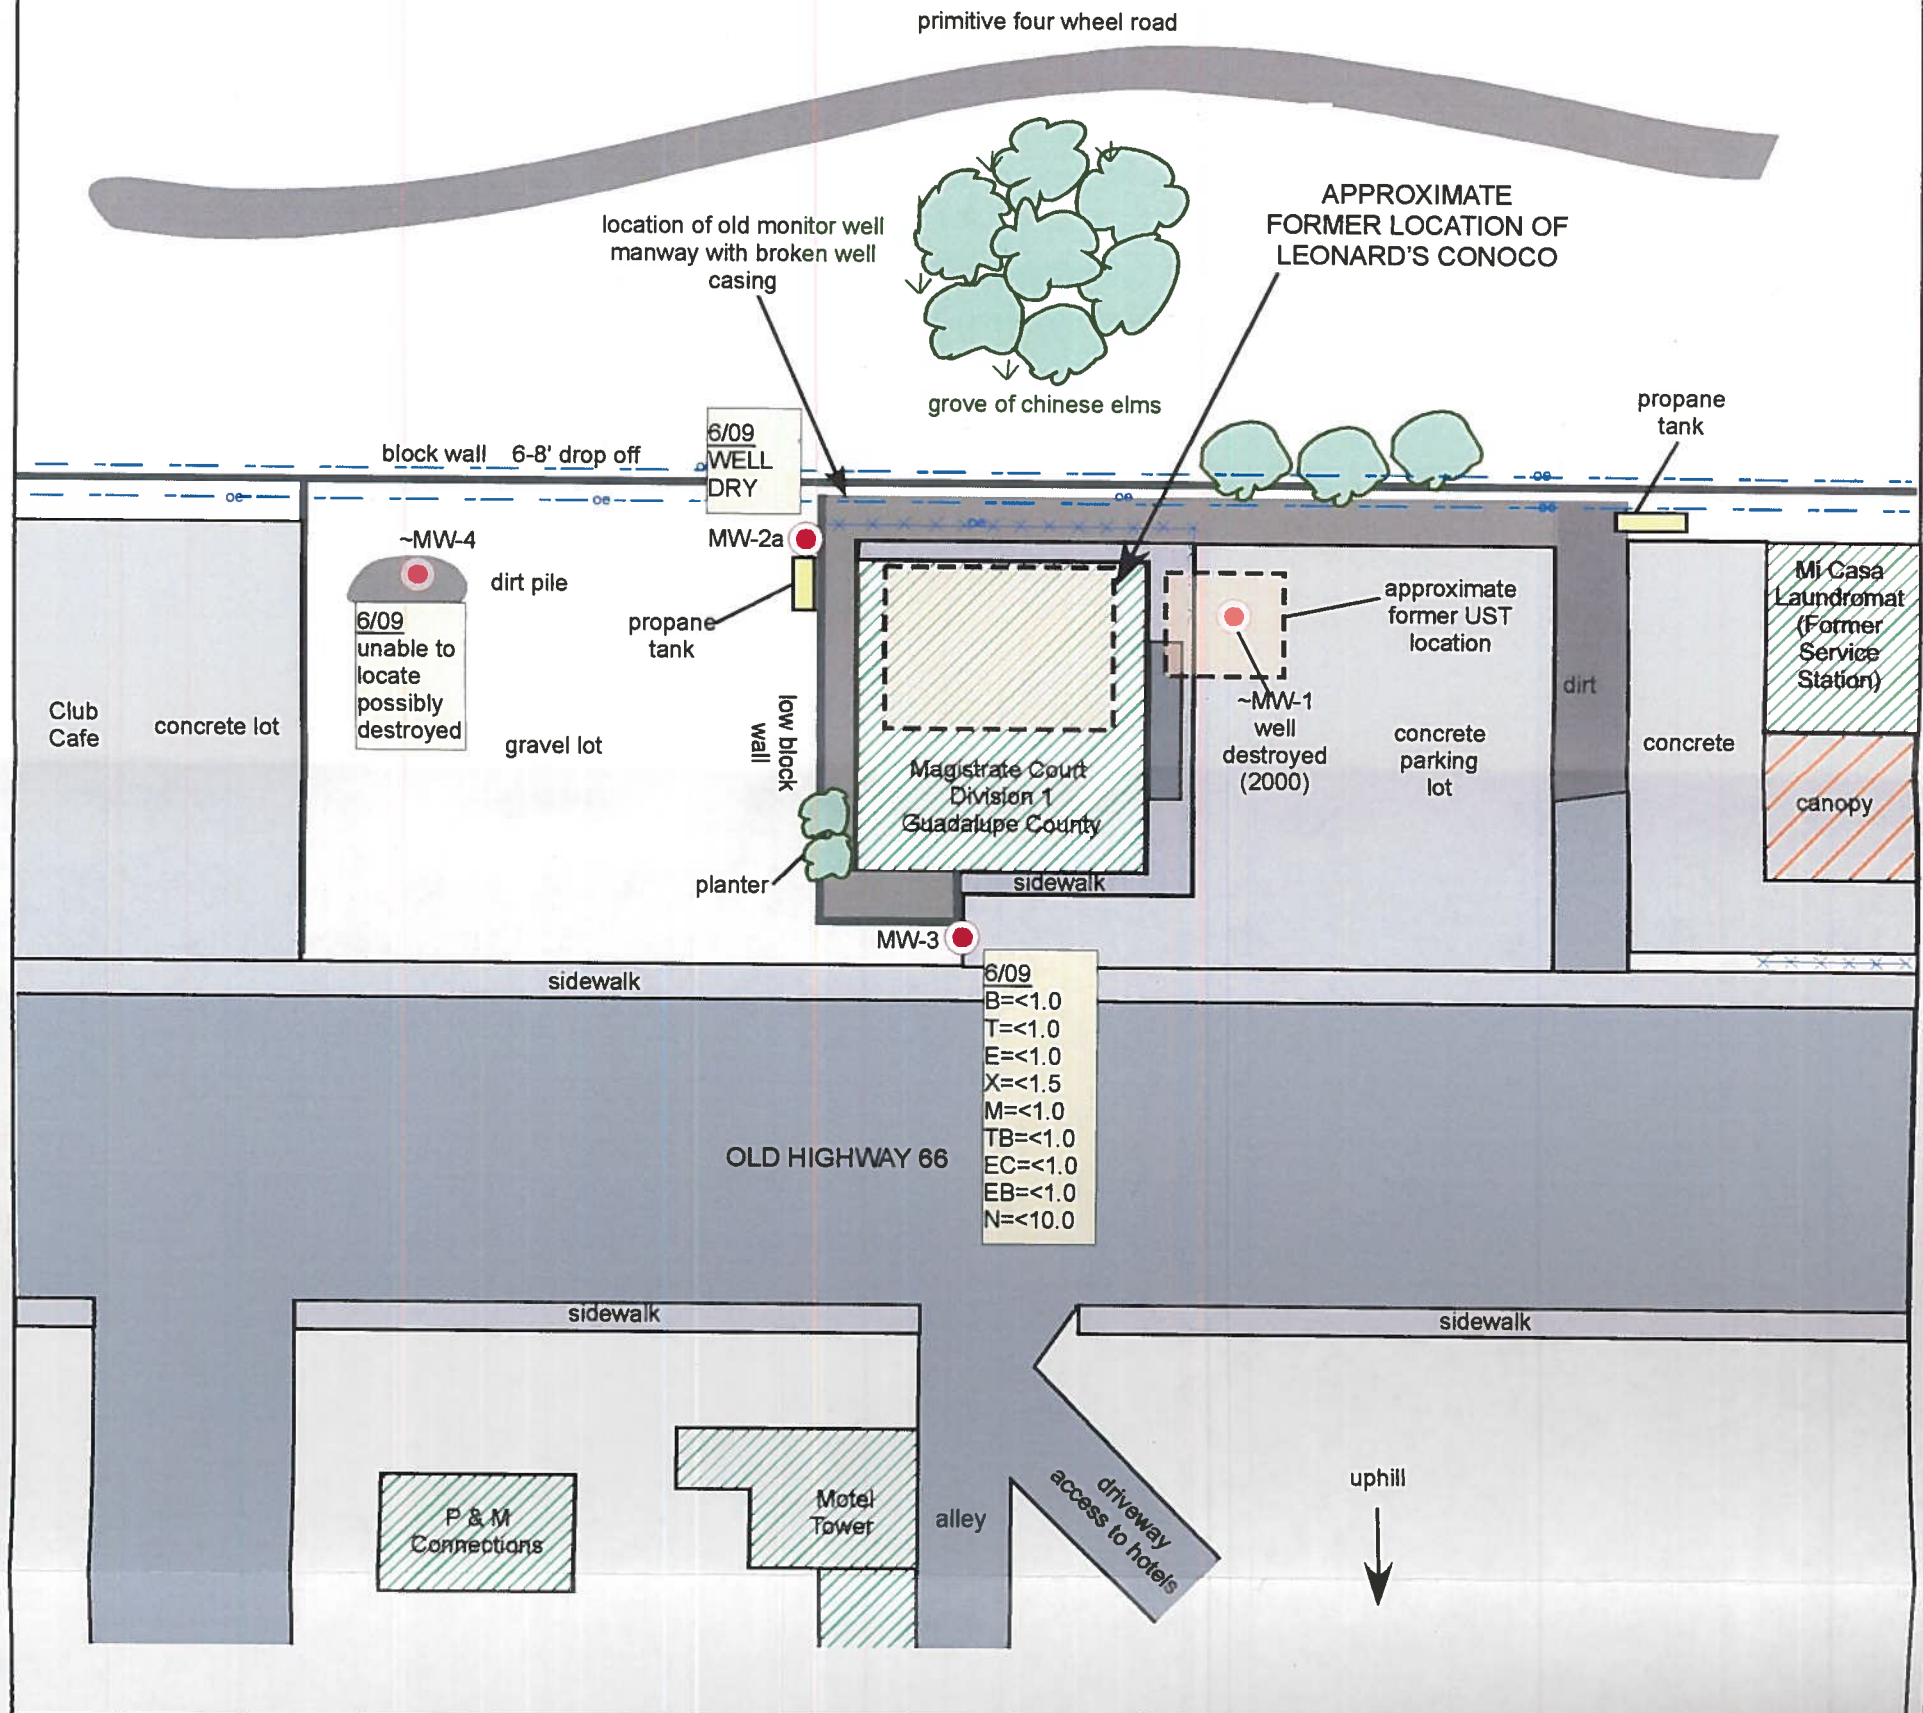 primitive four wheel road
location of old monitor well
manway with broken well
casing
APPROXIMATE
FORMER LOCATION OF
LEONARD'S CONOCO
grove of chinese elms
propane
tank
block wall 6-8' drop off
6/09
WELL
DRY
oe
oe
oe
oe
oe
oe
MW-2a
~MW-4
dirt pile
6/09
unable to
locate
possibly
destroyed
propane
tank
approximate
former UST
location
~MW-1
well
destroyed
(2000)
Mi Casa
Laundromat
(Former
Service
Station)
dirt
Club
Cafe
concrete lot
gravel lot
low block
wall
concrete
parking
lot
concrete
canopy
Magistrate Court
Division 1
Guadalupe County
planter
sidewalk
MW-3
sidewalk
6/09
B=<1.0
T=<1.0
E=<1.0
X=<1.5
M=<1.0
TB=<1.0
EC=<1.0
EB=<1.0
N=<10.0
OLD HIGHWAY 66
sidewalk
sidewalk
P & M
Connections
Motel
Tower
alley
driveway
access to hotels
uphill